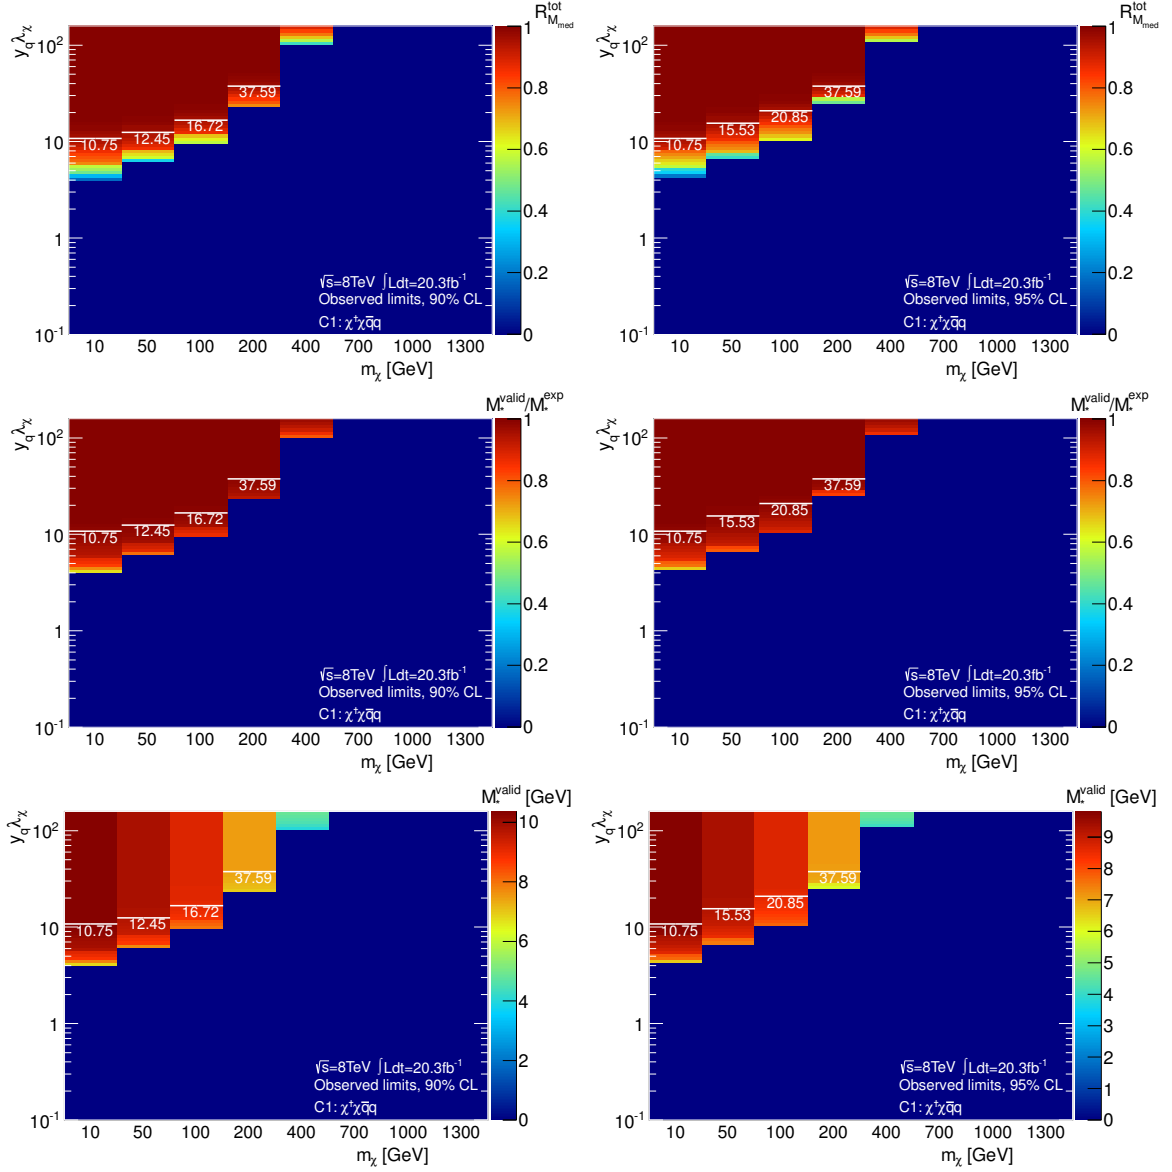 R^tot_M_med
y_q λ_χ
10²
10
1
10⁻¹
10.75
12.45
16.72
37.59
√s=8TeV ∫Ldt=20.3fb⁻¹
Observed limits, 90% CL
C1: χ†χq̄q
10 50 100 200 400 700 1000 1300
m_χ [GeV]
1
0.8
0.6
0.4
0.2
0
R^tot_M_med
y_q λ_χ
10²
10
1
10⁻¹
10.75
15.53
20.85
37.59
√s=8TeV ∫Ldt=20.3fb⁻¹
Observed limits, 95% CL
C1: χ†χq̄q
10 50 100 200 400 700 1000 1300
m_χ [GeV]
1
0.8
0.6
0.4
0.2
0
M*^valid/M*^exp
y_q λ_χ
10²
10
1
10⁻¹
10.75
12.45
16.72
37.59
√s=8TeV ∫Ldt=20.3fb⁻¹
Observed limits, 90% CL
C1: χ†χq̄q
10 50 100 200 400 700 1000 1300
m_χ [GeV]
1
0.8
0.6
0.4
0.2
0
M*^valid/M*^exp
y_q λ_χ
10²
10
1
10⁻¹
10.75
15.53
20.85
37.59
√s=8TeV ∫Ldt=20.3fb⁻¹
Observed limits, 95% CL
C1: χ†χq̄q
10 50 100 200 400 700 1000 1300
m_χ [GeV]
1
0.8
0.6
0.4
0.2
0
M*^valid [GeV]
y_q λ_χ
10²
10
1
10⁻¹
10.75
12.45
16.72
37.59
√s=8TeV ∫Ldt=20.3fb⁻¹
Observed limits, 90% CL
C1: χ†χq̄q
10 50 100 200 400 700 1000 1300
m_χ [GeV]
10
8
6
4
2
0
M*^valid [GeV]
y_q λ_χ
10²
10
1
10⁻¹
10.75
15.53
20.85
37.59
√s=8TeV ∫Ldt=20.3fb⁻¹
Observed limits, 95% CL
C1: χ†χq̄q
10 50 100 200 400 700 1000 1300
m_χ [GeV]
9
8
7
6
5
4
3
2
1
0